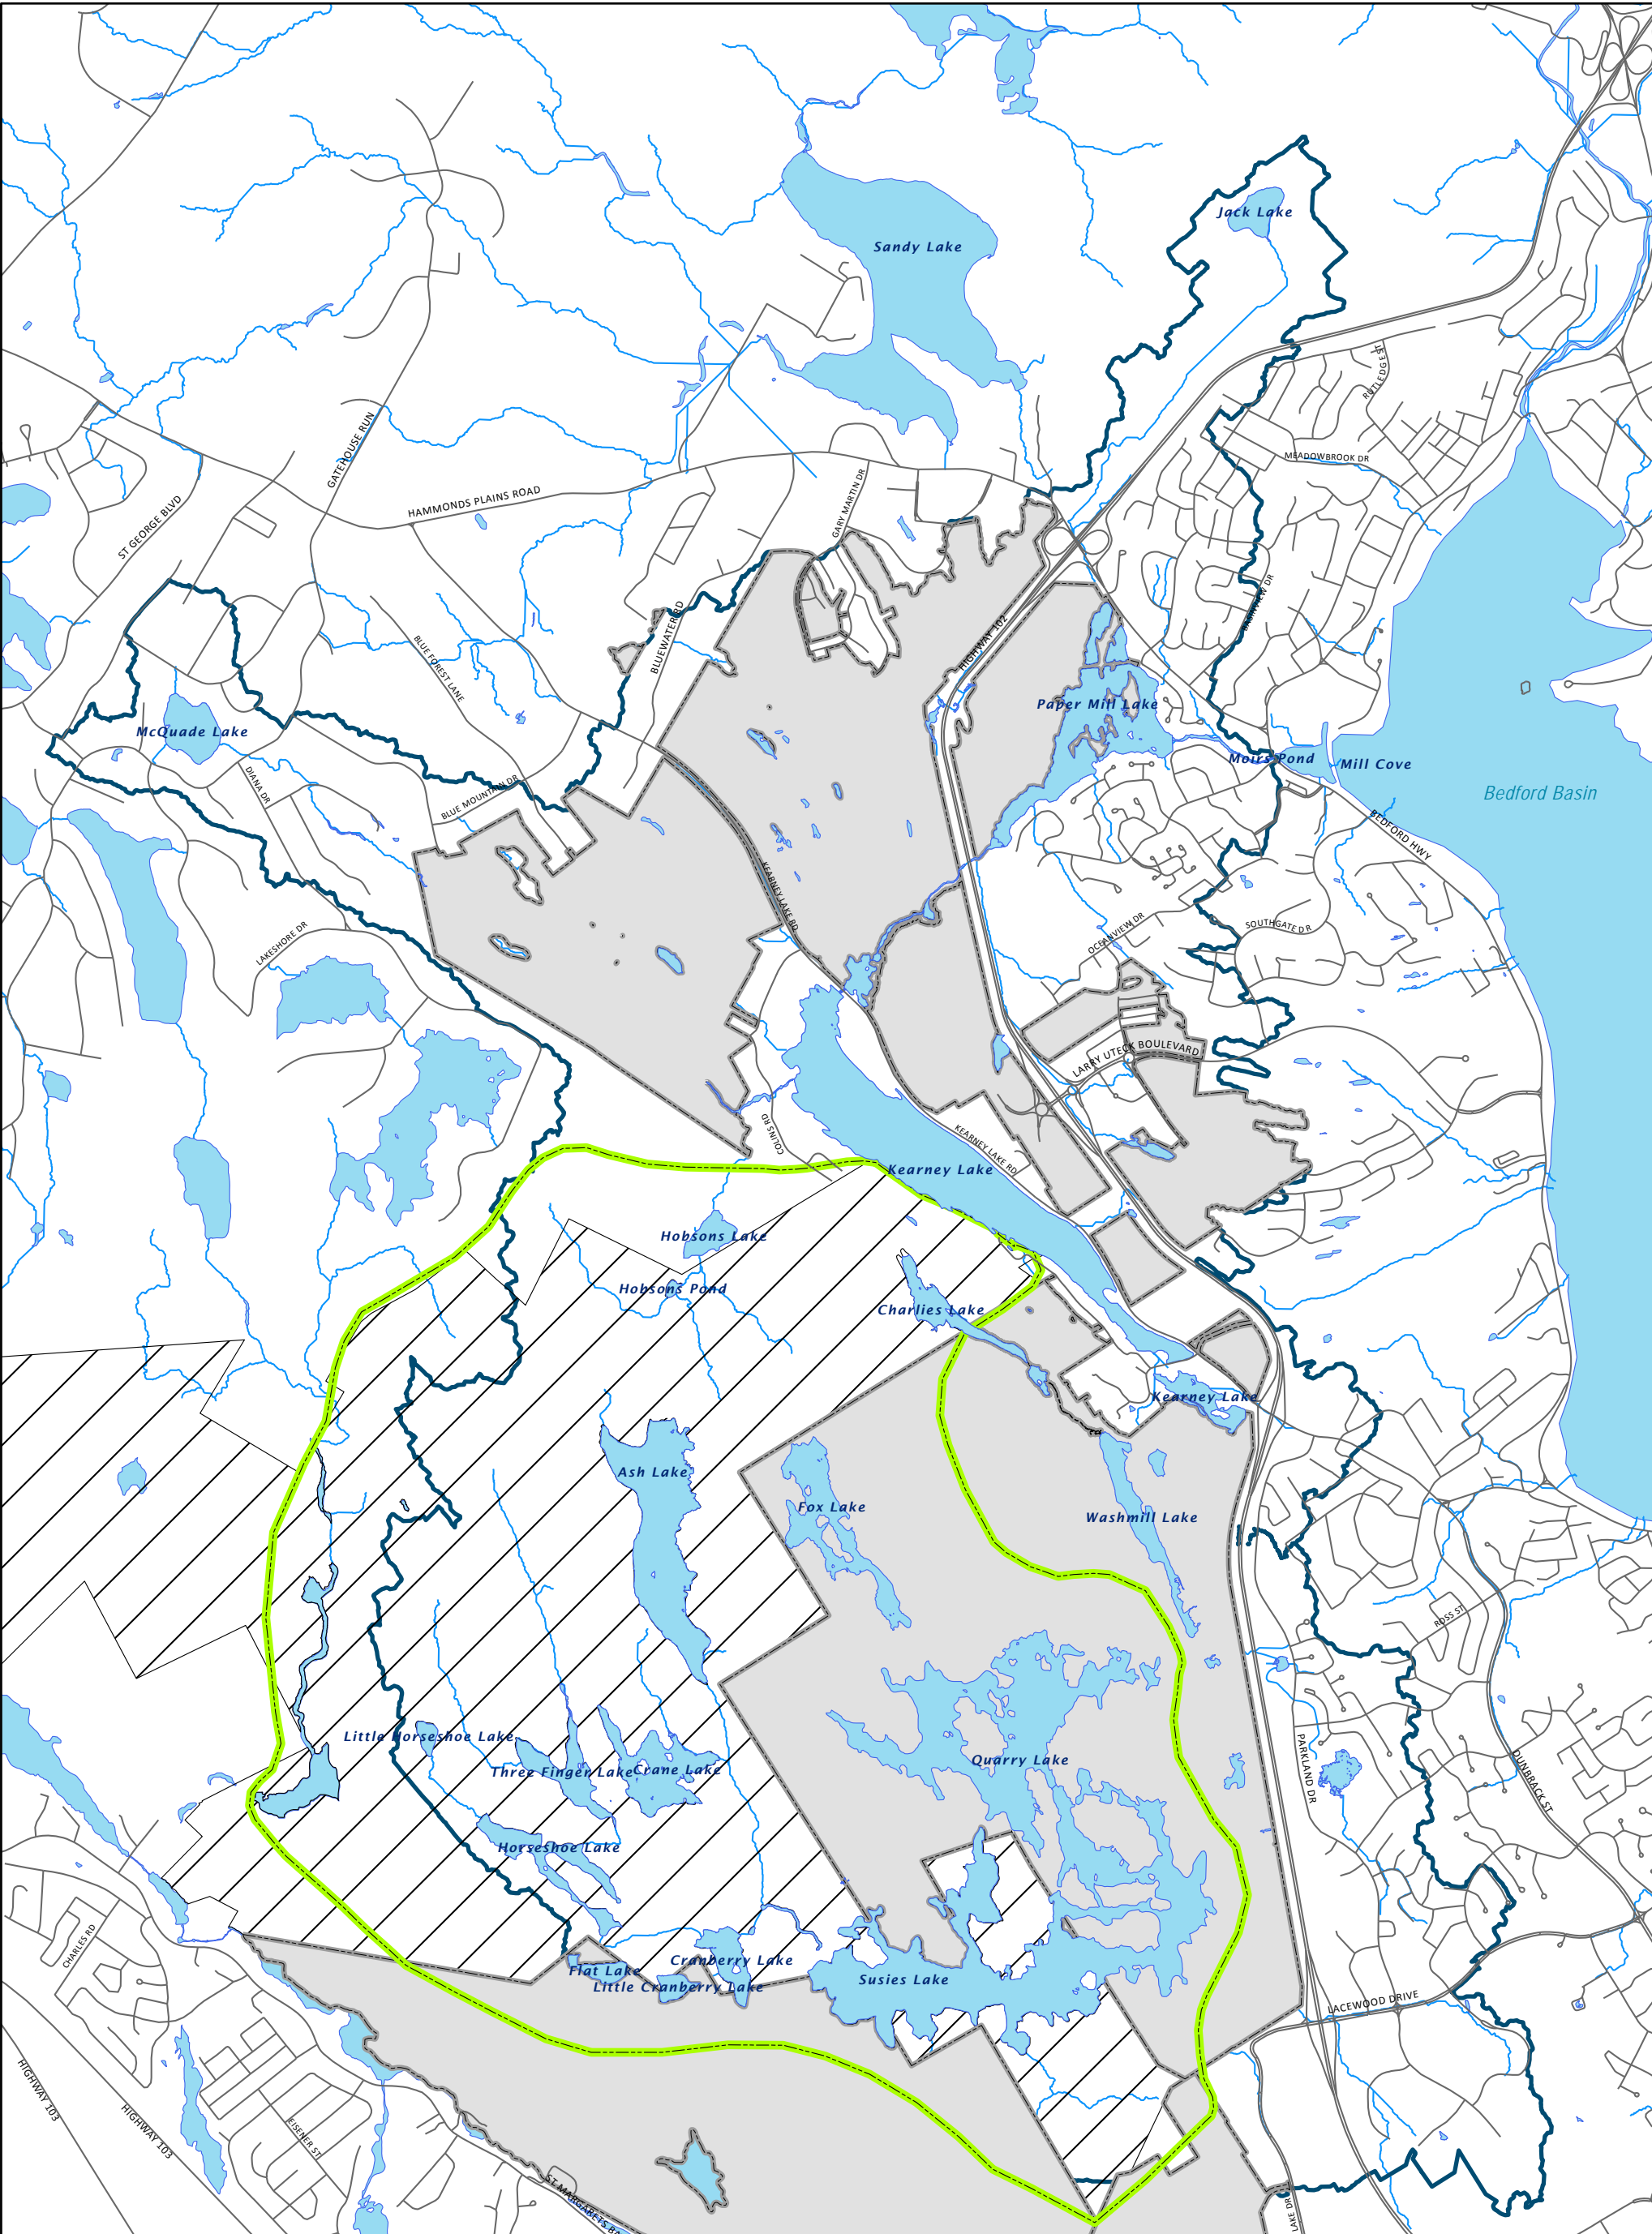 Jack Lake
Sandy Lake
RUTLEDGE ST
MEADOWBROOK DR
GATEHOUSE RUN
HAMMONDS PLAINS ROAD
GARY MARTIN DR
ST GEORGE BLVD
BLUEWATER RD
BLUE FOREST LANE
HIGHWAY 102
Paper Mill Lake
McQuade Lake
Moirs Pond
Mill Cove
Bedford Basin
DIANA DR
BLUE MOUNTAIN DR
BEDFORD HWY
KEARNEY LAKE RD
LAKESHORE DR
OCEANVIEW DR
SOUTHGATE DR
LARRY UTECK BOULEVARD
COLINS RD
KEARNEY LAKE RD
Kearney Lake
Hobsons Lake
Hobsons Pond
Charlies Lake
Kearney Lake
Ash Lake
Fox Lake
Washmill Lake
ROSS ST
Little Horseshoe Lake
Three Finger Lake
Crane Lake
Quarry Lake
PARKLAND DR
DUNBRACK ST
Horseshoe Lake
CHARLES RD
Cranberry Lake
Flat Lake
Little Cranberry Lake
Susies Lake
LACEWOOD DRIVE
HIGHWAY 103
HIGHWAY 103
EISENER ST
ST MARGARETS BA
LAKE DR